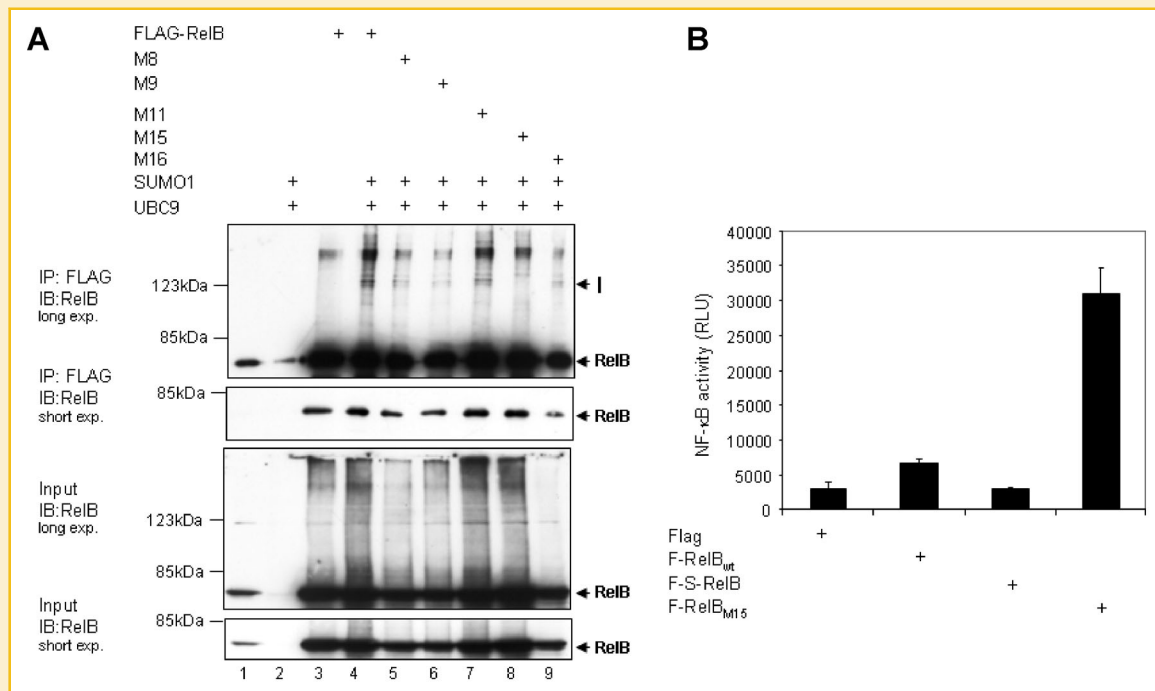 A
FLAG-RelB + +
M8 +
M9 +
M11 +
M15 +
M16 +
SUMO1 + + + + + + +
UBC9 + + + + + + +
IP: FLAG
IB:RelB
long exp.
123kDa
85kDa
I
RelB
IP: FLAG
IB:RelB
short exp.
85kDa
RelB
Input
IB:RelB
long exp.
123kDa
85kDa
RelB
Input
IB:RelB
short exp.
85kDa
RelB
1 2 3 4 5 6 7 8 9
B
NF-κB activity (RLU)
40000
35000
30000
25000
20000
15000
10000
5000
0
Flag +
F-RelBwt +
F-S-RelB +
F-RelBM15 +